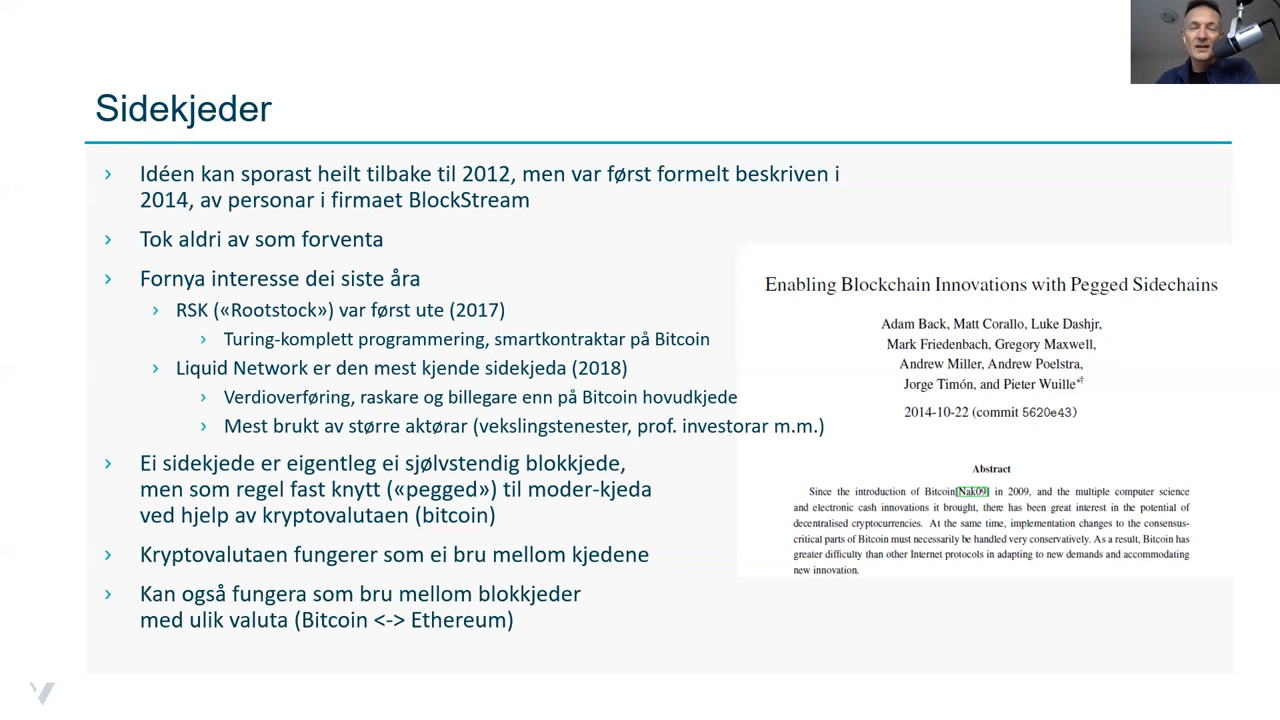 Sidekjeder
› Idéen kan sporast heilt tilbake til 2012, men var først formelt beskriven i
2014, av personar i firmaet BlockStream
› Tok aldri av som forventa
› Fornya interesse dei siste åra
› RSK («Rootstock») var først ute (2017)
› Turing-komplett programmering, smartkontraktar på Bitcoin
› Liquid Network er den mest kjende sidekjeda (2018)
› Verdioverføring, raskare og billegare enn på Bitcoin hovudkjede
› Mest brukt av større aktørar (vekslingstenester, prof. investorar m.m.)
› Ei sidekjede er eigentleg ei sjølvstendig blokkjede,
men som regel fast knytt («pegged») til moder-kjeda
ved hjelp av kryptovalutaen (bitcoin)
› Kryptovalutaen fungerer som ei bru mellom kjedene
› Kan også fungera som bru mellom blokkjeder
med ulik valuta (Bitcoin <-> Ethereum)
Enabling Blockchain Innovations with Pegged Sidechains
Adam Back, Matt Corallo, Luke Dashjr,
Mark Friedenbach, Gregory Maxwell,
Andrew Miller, Andrew Poelstra,
Jorge Timón, and Pieter Wuille*†
2014-10-22 (commit 5620e43)
Abstract
Since the introduction of Bitcoin[Nak09] in 2009, and the multiple computer science
and electronic cash innovations it brought, there has been great interest in the potential of
decentralised cryptocurrencies. At the same time, implementation changes to the consensus-
critical parts of Bitcoin must necessarily be handled very conservatively. As a result, Bitcoin has
greater difficulty than other Internet protocols in adapting to new demands and accommodating
new innovation.